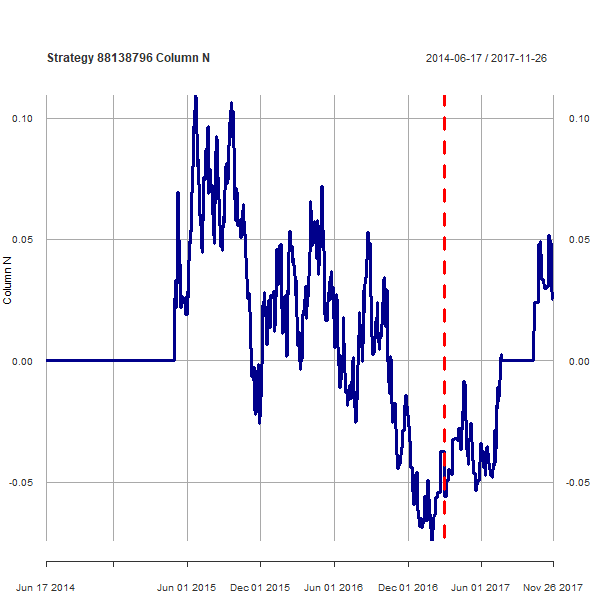 Strategy 88138796 Column N
2014-06-17 / 2017-11-26
0.10
0.10
0.05
0.05
Column N
0.00
0.00
-0.05
-0.05
Jun 17 2014
Jun 01 2015
Dec 01 2015
Jun 01 2016
Dec 01 2016
Jun 01 2017
Nov 26 2017